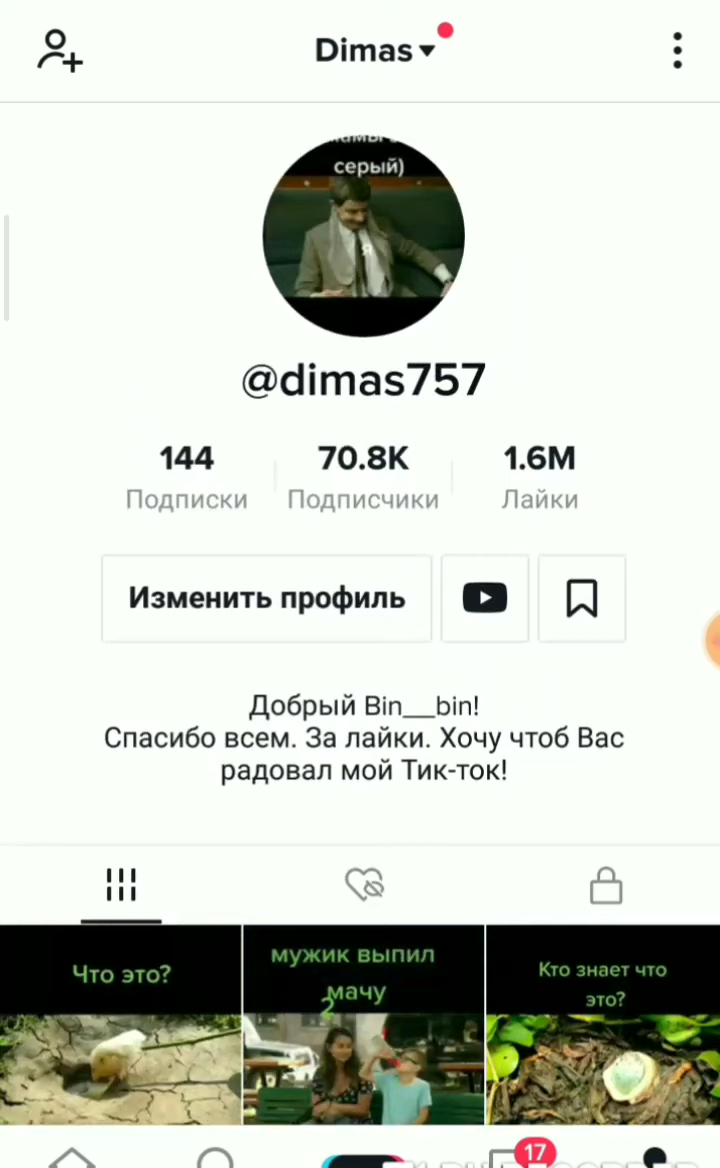 Dimas
серый)
Я
@dimas757
144
70.8K
1.6M
Подписки
Подписчики
Лайки
Изменить профиль
Добрый Bin__bin!
Спасибо всем. За лайки. Хочу чтоб Вас
радовал мой Тик-ток!
Что это?
мужик выпил
мачу
2
Кто знает что
это?
17